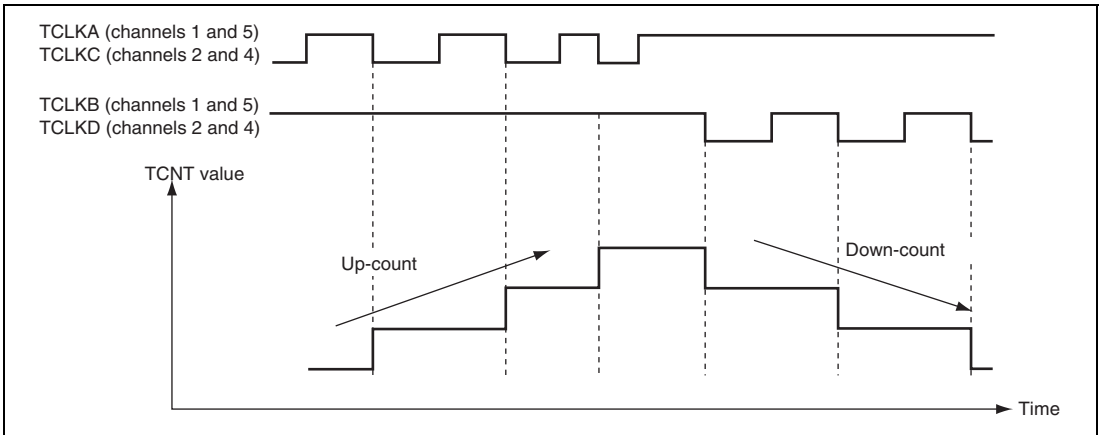 TCLKA (channels 1 and 5)
TCLKC (channels 2 and 4)
TCLKB (channels 1 and 5)
TCLKD (channels 2 and 4)
TCNT value
Up-count
Down-count
Time